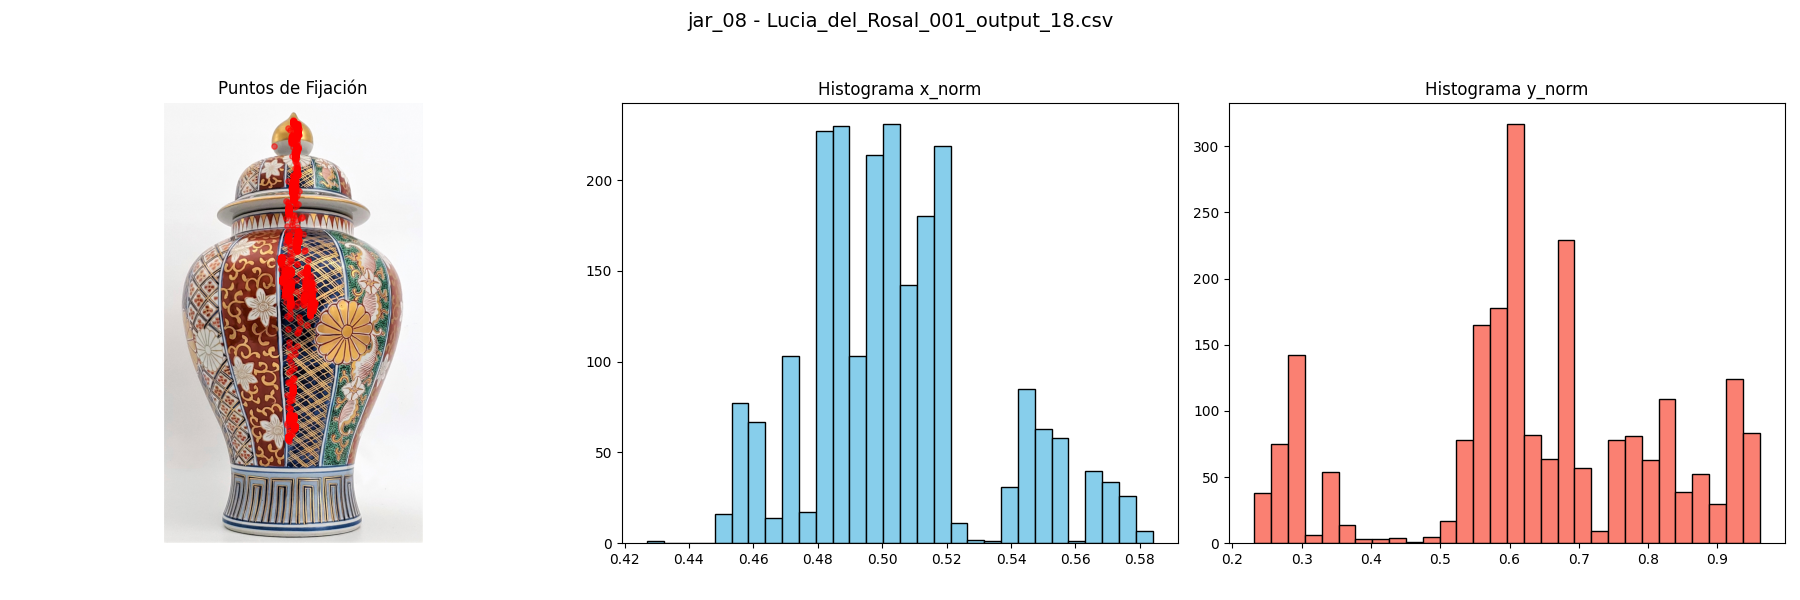 jar_08 - Lucia_del_Rosal_001_output_18.csv
Puntos de Fijación
Histograma x_norm
0
50
100
150
200
0.42 0.44 0.46 0.48 0.50 0.52 0.54 0.56 0.58
Histograma y_norm
0
50
100
150
200
250
300
0.2 0.3 0.4 0.5 0.6 0.7 0.8 0.9